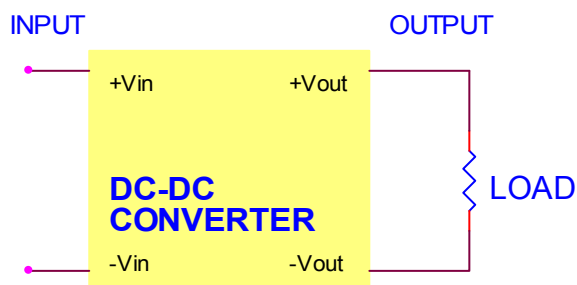 INPUT
OUTPUT
+Vin
+Vout
DC-DC
CONVERTER
LOAD
-Vin
-Vout